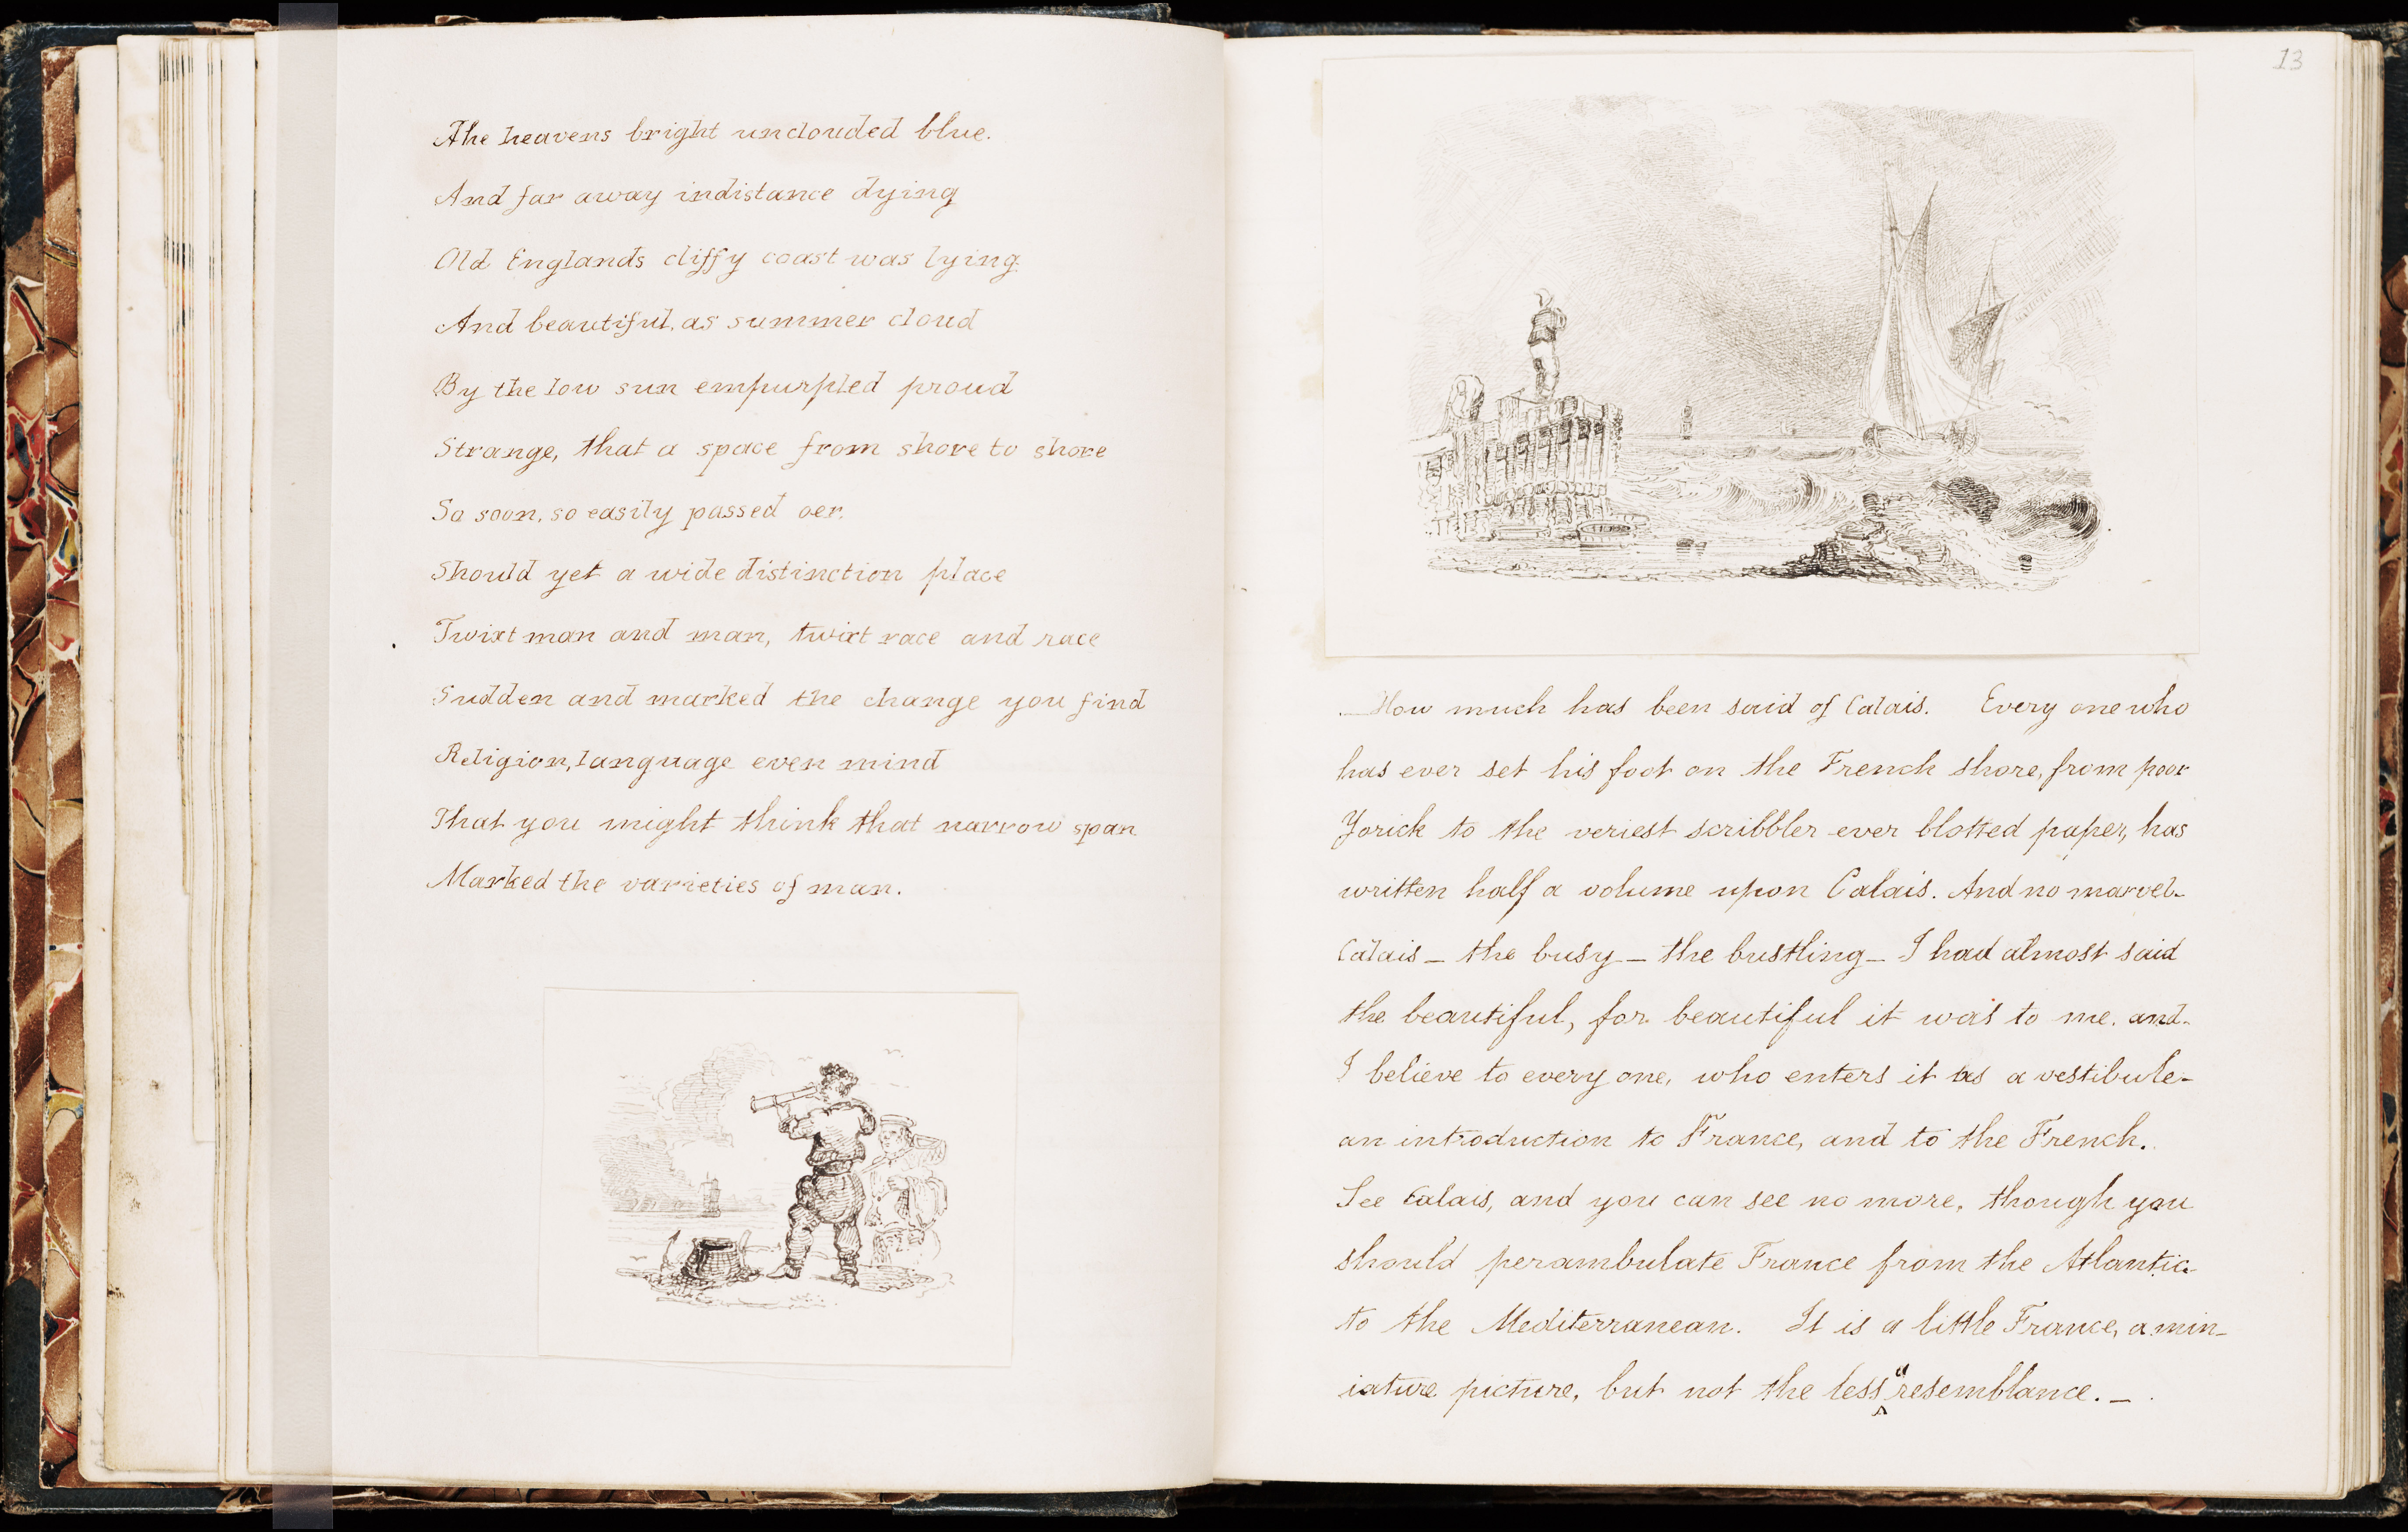 The heavens bright unclouded blue.
And far away indistance dying
Old Englands cliffy coast was lying.
And beautiful, as summer cloud
By the low sun empurpled proud
Strange, that a space from shore to shore
So soon, so easily passed oer.
Should yet a wide distinction place
Twixt man and man, twixt race and race
Sudden and marked the change you find
Religion, language even mind
That you might think that narrow span
Marked the varieties of man.
13
How much has been said of Calais. Every one who
has ever set his foot on the French shore, from poor
Yorick to the veriest scribbler ever blotted paper, has
written half a volume upon Calais. And no marvel-
Calais – the busy – the bustling – I had almost said
the beautiful, for beautiful it was to me. and-
I believe to every one, who enters it as a vestibule-
an introduction to France, and to the French.
See Calais, and you can see no more, though you
should perambulate France from the Atlantic
to the Mediterranean. It is a little France, a min-
iature picture, but not the less a resemblance. –